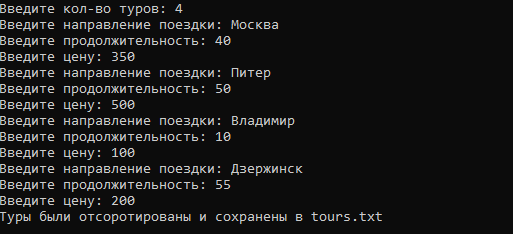 Введите кол-во туров: 4
Введите направление поездки: Москва
Введите продолжительность: 40
Введите цену: 350
Введите направление поездки: Питер
Введите продолжительность: 50
Введите цену: 500
Введите направление поездки: Владимир
Введите продолжительность: 10
Введите цену: 100
Введите направление поездки: Дзержинск
Введите продолжительность: 55
Введите цену: 200
Туры были отсоротированы и сохранены в tours.txt